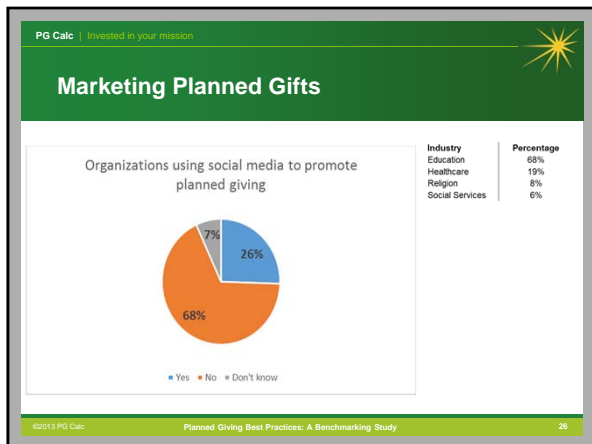 PG Calc | Invested in your mission
Marketing Planned Gifts
Organizations using social media to promote
planned giving
7%
26%
68%
Yes No Don't know
Industry Percentage
Education 68%
Healthcare 19%
Religion 8%
Social Services 6%
©2013 PG Calc Planned Giving Best Practices: A Benchmarking Study 26